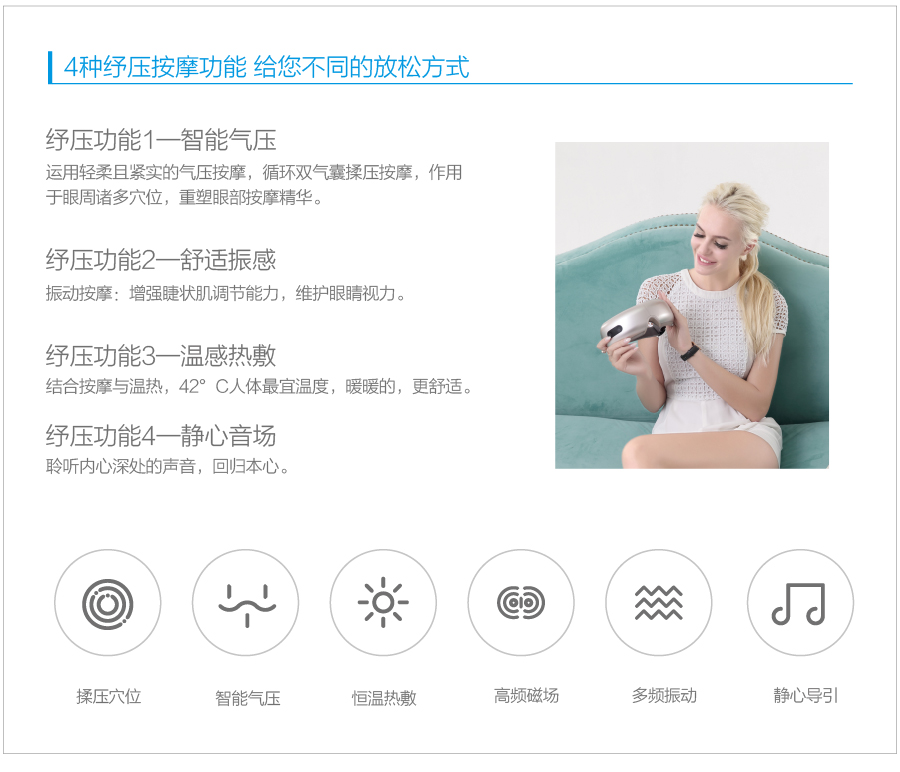 4种纾压按摩功能 给您不同的放松方式
纾压功能1—智能气压
运用轻柔且紧实的气压按摩，循环双气囊揉压按摩，作用
于眼周诸多穴位，重塑眼部按摩精华。
纾压功能2—舒适振感
振动按摩：增强睫状肌调节能力，维护眼睛视力。
纾压功能3—温感热敷
结合按摩与温热，42°C人体最宜温度，暖暖的，更舒适。
纾压功能4—静心音场
聆听内心深处的声音，回归本心。
揉压穴位
智能气压
恒温热敷
高频磁场
多频振动
静心导引